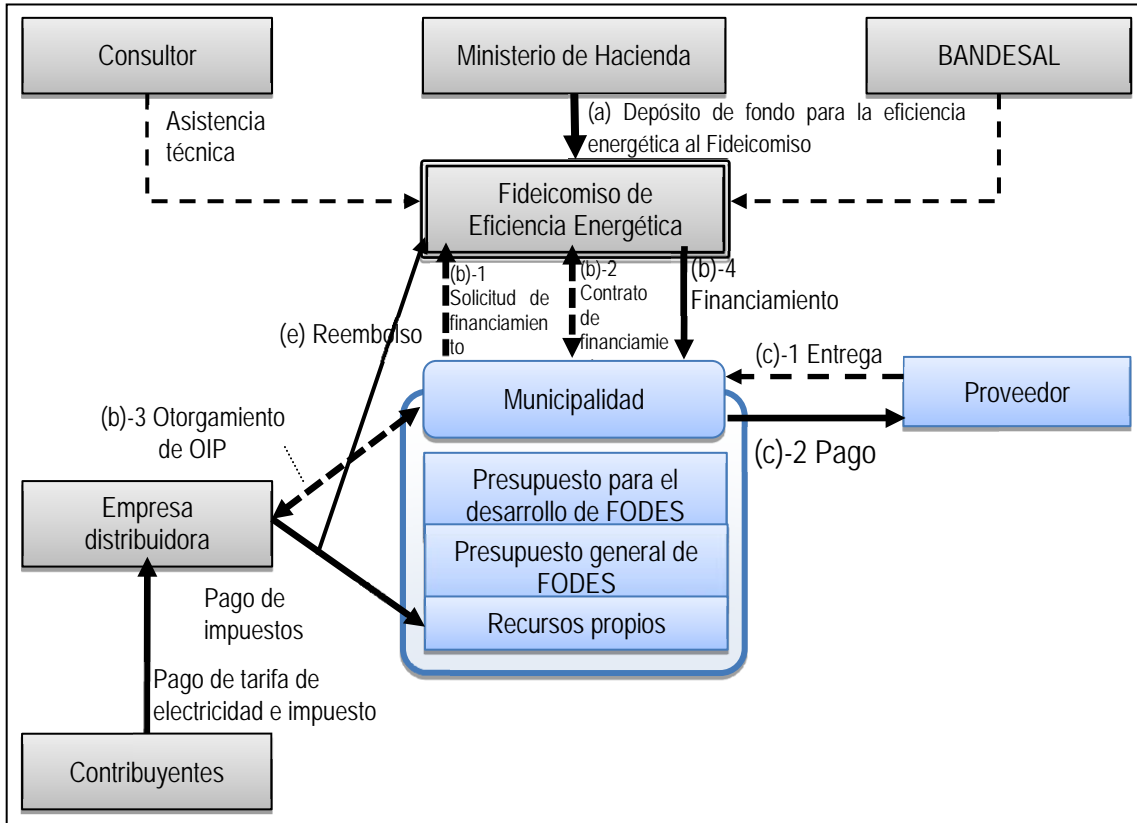 Consultor
Ministerio de Hacienda
BANDESAL
Asistencia
técnica
(a) Depósito de fondo para la eficiencia
energética al Fideicomiso
Fideicomiso de
Eficiencia Energética
(b)-1
Solicitud de
financiamien
to
(b)-2
Contrato
de
financiamie
(b)-4
Financiamiento
(e) Reembolso
(c)-1 Entrega
Municipalidad
Proveedor
(b)-3 Otorgamiento
de OIP
(c)-2 Pago
Presupuesto para el
desarrollo de FODES
Empresa
distribuidora
Presupuesto general de
FODES
Pago de
impuestos
Recursos propios
Pago de tarifa de
electricidad e impuesto
Contribuyentes